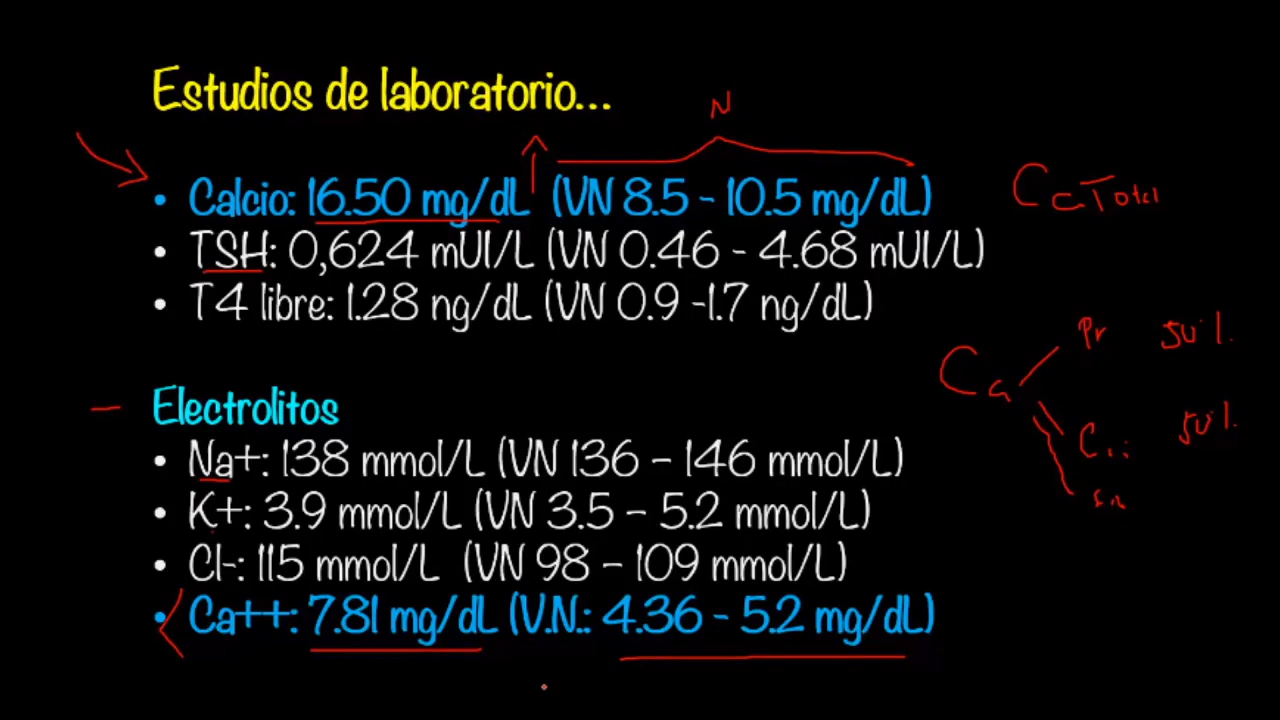 Estudios de laboratorio...
N
• Calcio: 16.50 mg/dL (VN 8.5 - 10.5 mg/dL)
Total
• TSH: 0,624 mUI/L (VN 0.46 - 4.68 mUI/L)
• T4 libre: 1.28 ng/dL (VN 0.9 -1.7 ng/dL)
Pr
Ca
Electrolitos
• Na+: 138 mmol/L (VN 136 – 146 mmol/L)
• K+: 3.9 mmol/L (VN 3.5 – 5.2 mmol/L)
• Cl-: 115 mmol/L (VN 98 – 109 mmol/L)
• Ca++: 7.81 mg/dL (V.N.: 4.36 - 5.2 mg/dL)